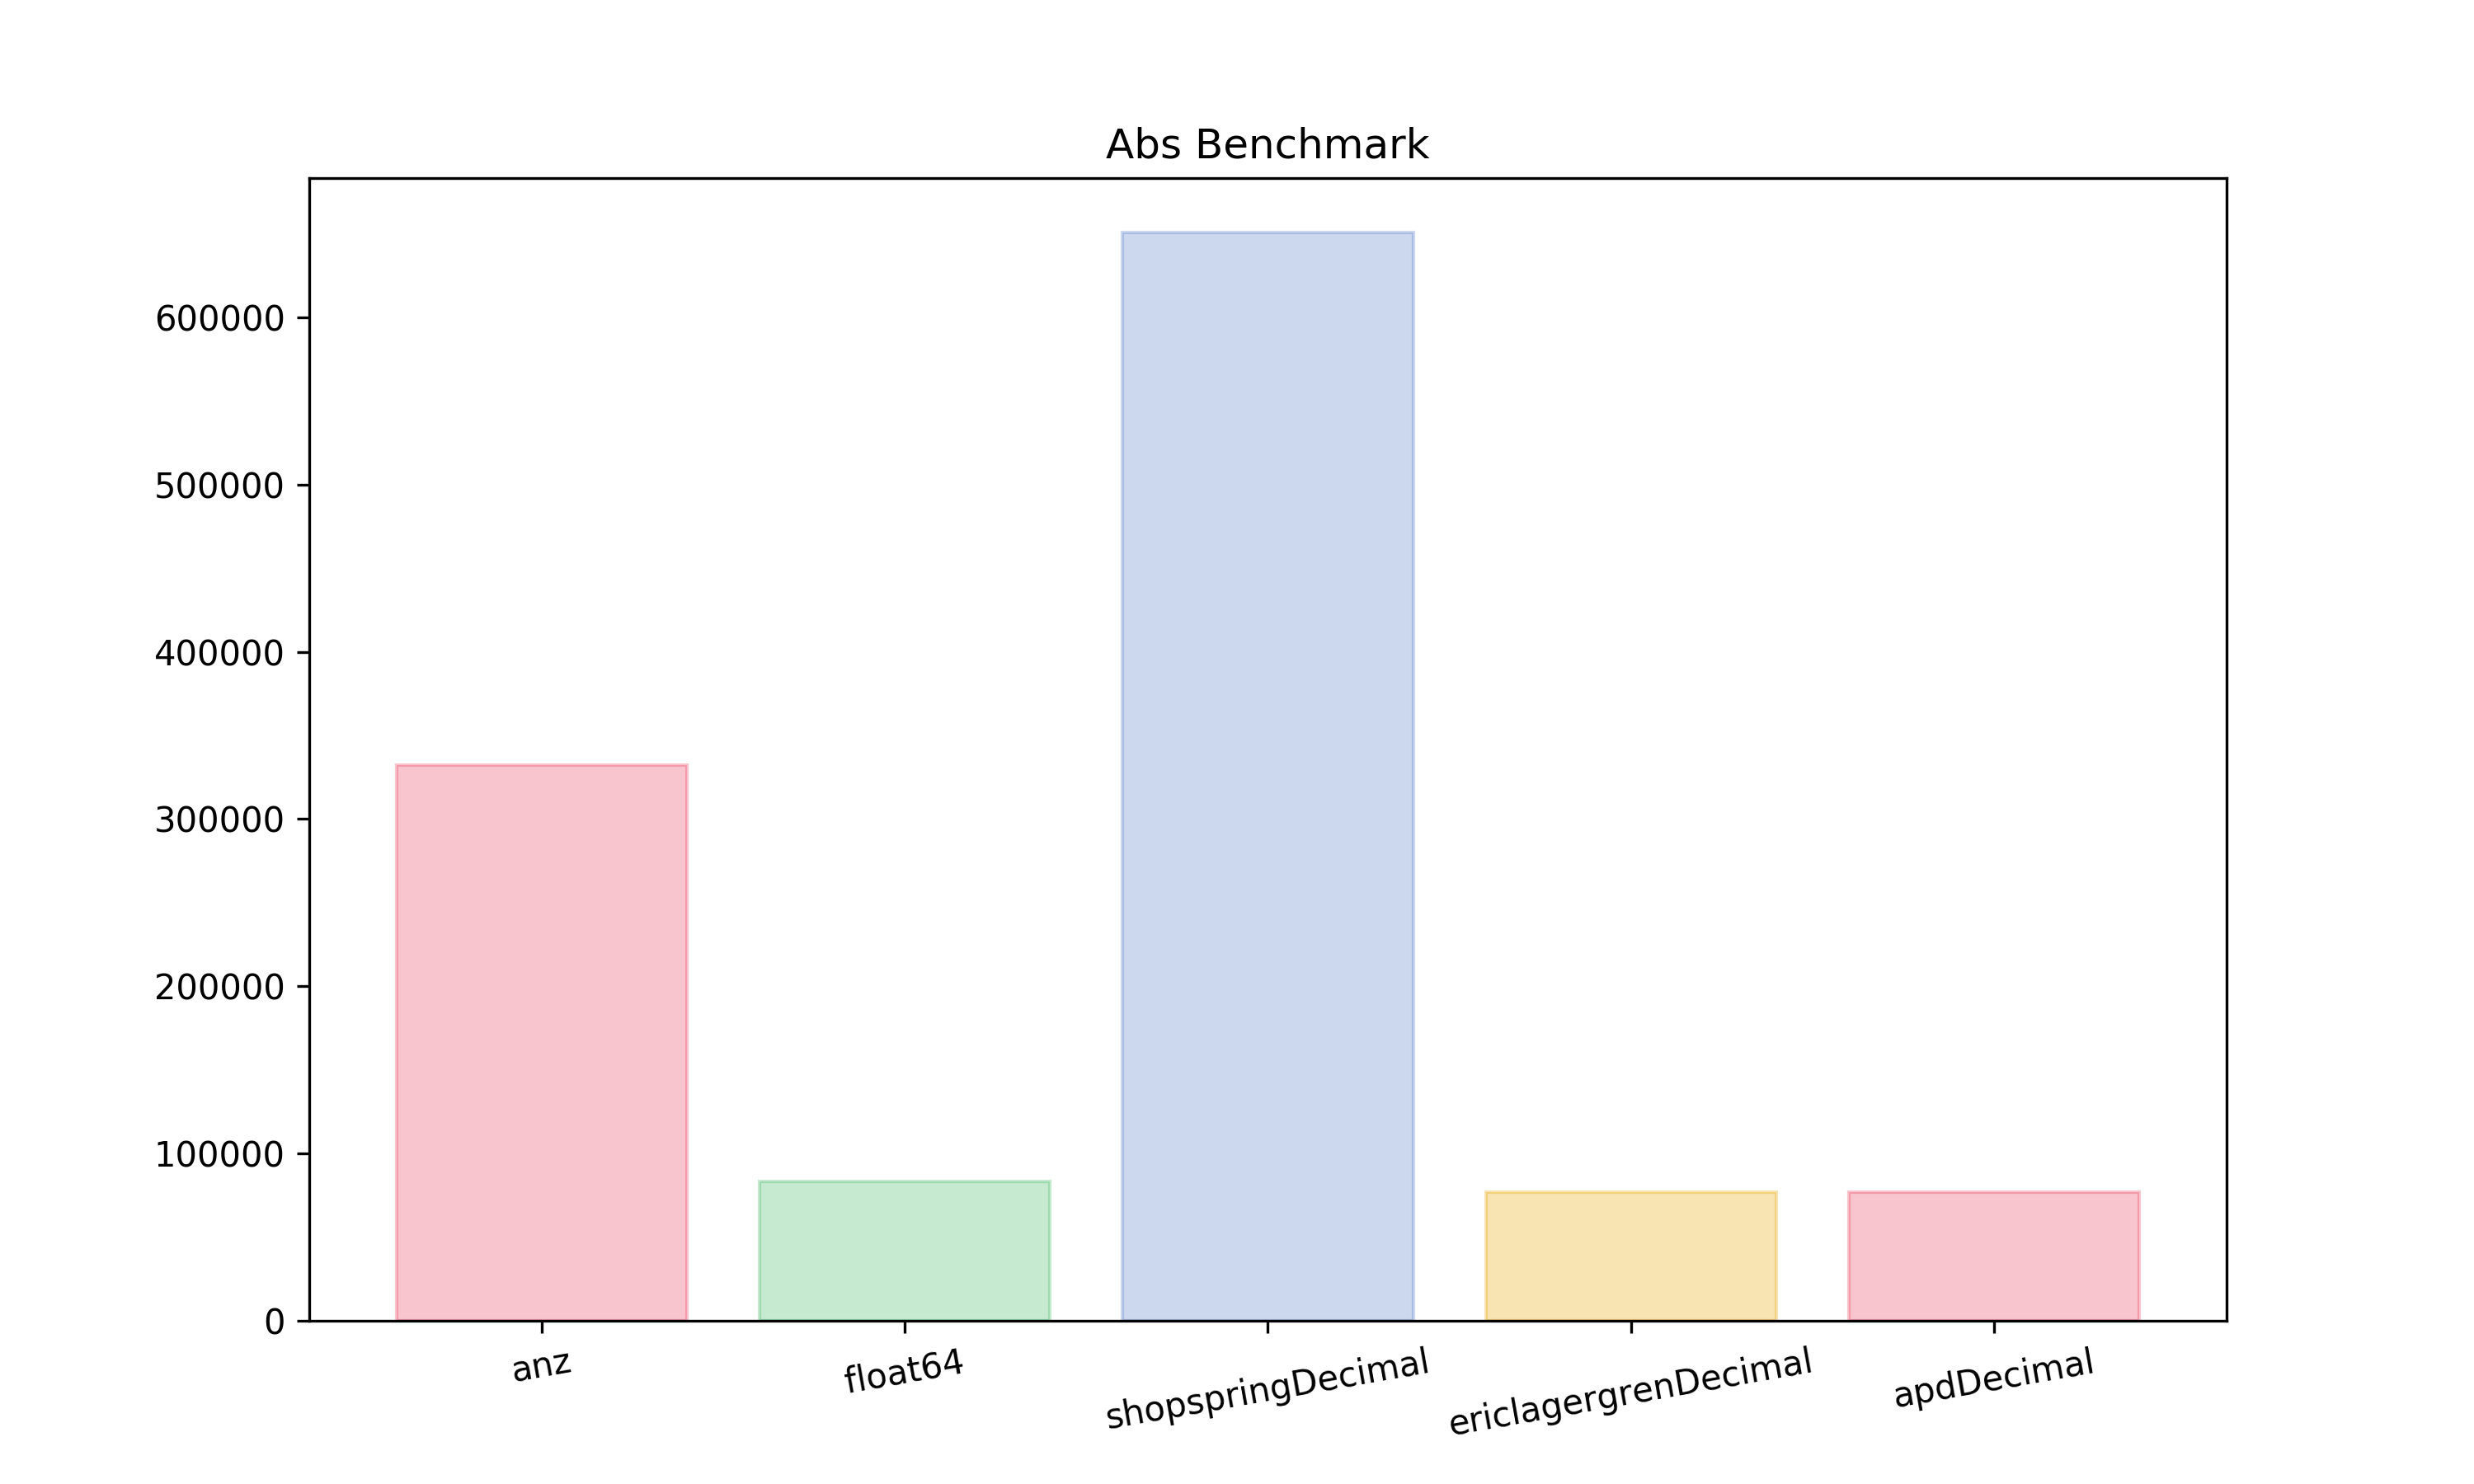 Abs Benchmark
600000
500000
400000
300000
200000
100000
0
anz
float64
shopspringDecimal
ericlagergrenDecimal
apdDecimal